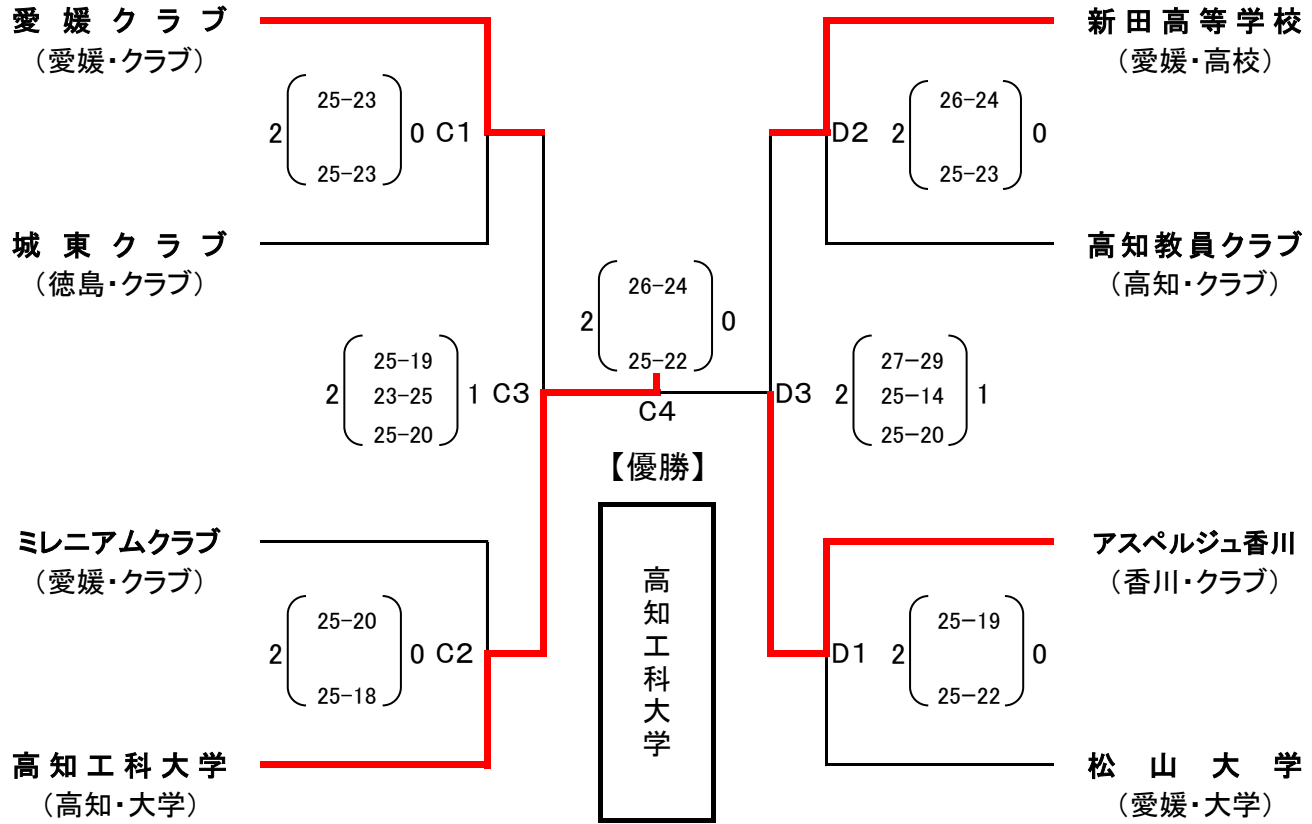 愛媛クラブ
（愛媛・クラブ）
25-23
2 0 C1
25-23
城東クラブ
（徳島・クラブ）
25-19
2 23-25 1 C3
25-20
ミレニアムクラブ
（愛媛・クラブ）
25-20
2 0 C2
25-18
高知工科大学
（高知・大学）
26-24
2 0
25-22
C4
【優勝】
高知工科大学
新田高等学校
（愛媛・高校）
26-24
D2 2 0
25-23
高知教員クラブ
（高知・クラブ）
27-29
D3 2 25-14 1
25-20
アスペルジュ香川
（香川・クラブ）
25-19
D1 2 0
25-22
松山大学
（愛媛・大学）